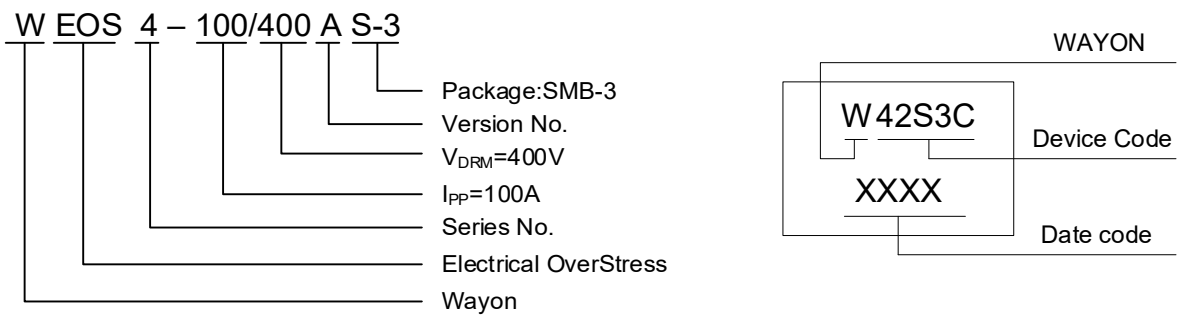 W EOS 4 – 100/400 A S-3
Package:SMB-3
Version No.
VDRM=400V
IPP=100A
Series No.
Electrical OverStress
Wayon
WAYON
W42S3C
Device Code
XXXX
Date code